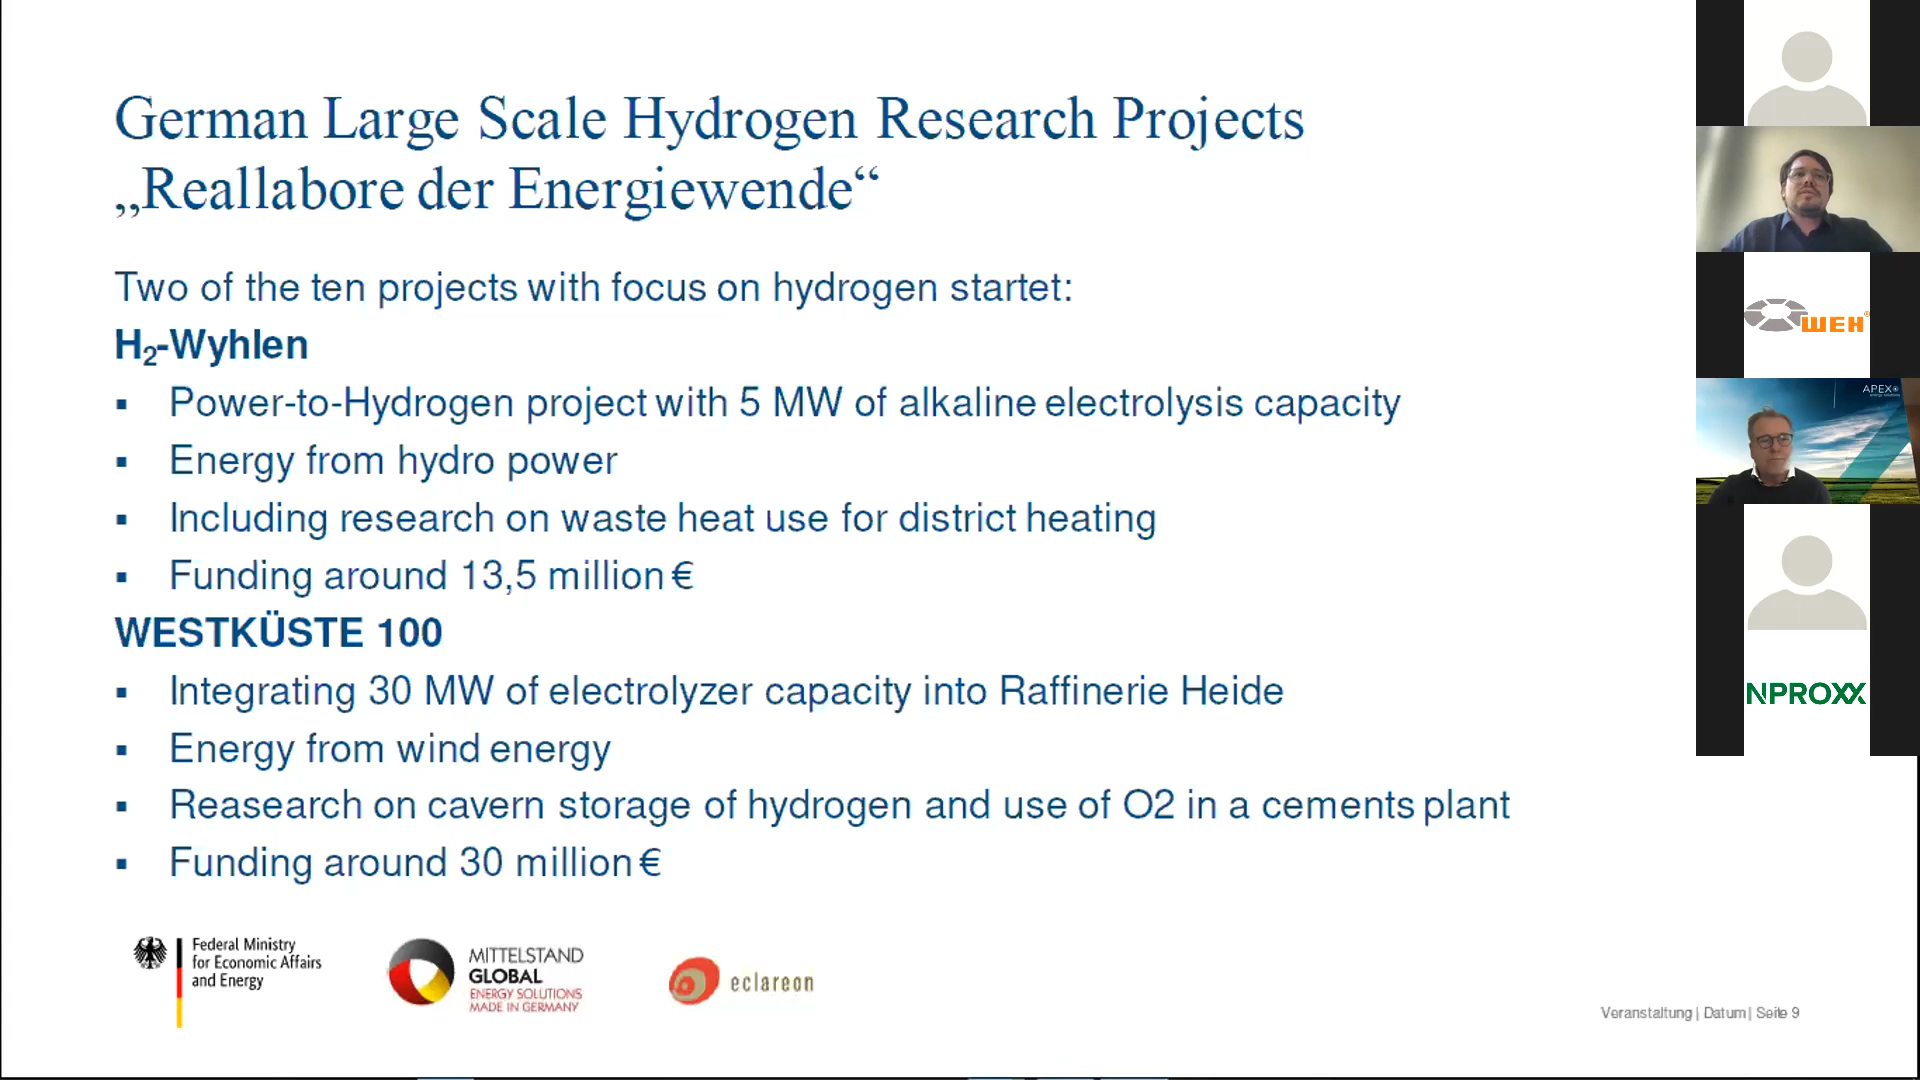 German Large Scale Hydrogen Research Projects
„Reallabore der Energiewende“
Two of the ten projects with focus on hydrogen startet:
H₂-Wyhlen
▪ Power-to-Hydrogen project with 5 MW of alkaline electrolysis capacity
▪ Energy from hydro power
▪ Including research on waste heat use for district heating
▪ Funding around 13,5 million €
WESTKÜSTE 100
▪ Integrating 30 MW of electrolyzer capacity into Raffinerie Heide
▪ Energy from wind energy
▪ Reasearch on cavern storage of hydrogen and use of O2 in a cements plant
▪ Funding around 30 million €
Federal Ministry
for Economic Affairs
and Energy
MITTELSTAND
GLOBAL
ENERGY SOLUTIONS
MADE IN GERMANY
eclareon
Veranstaltung | Datum | Seite 9
WEH®
APEX
energy solutions
NPROXX